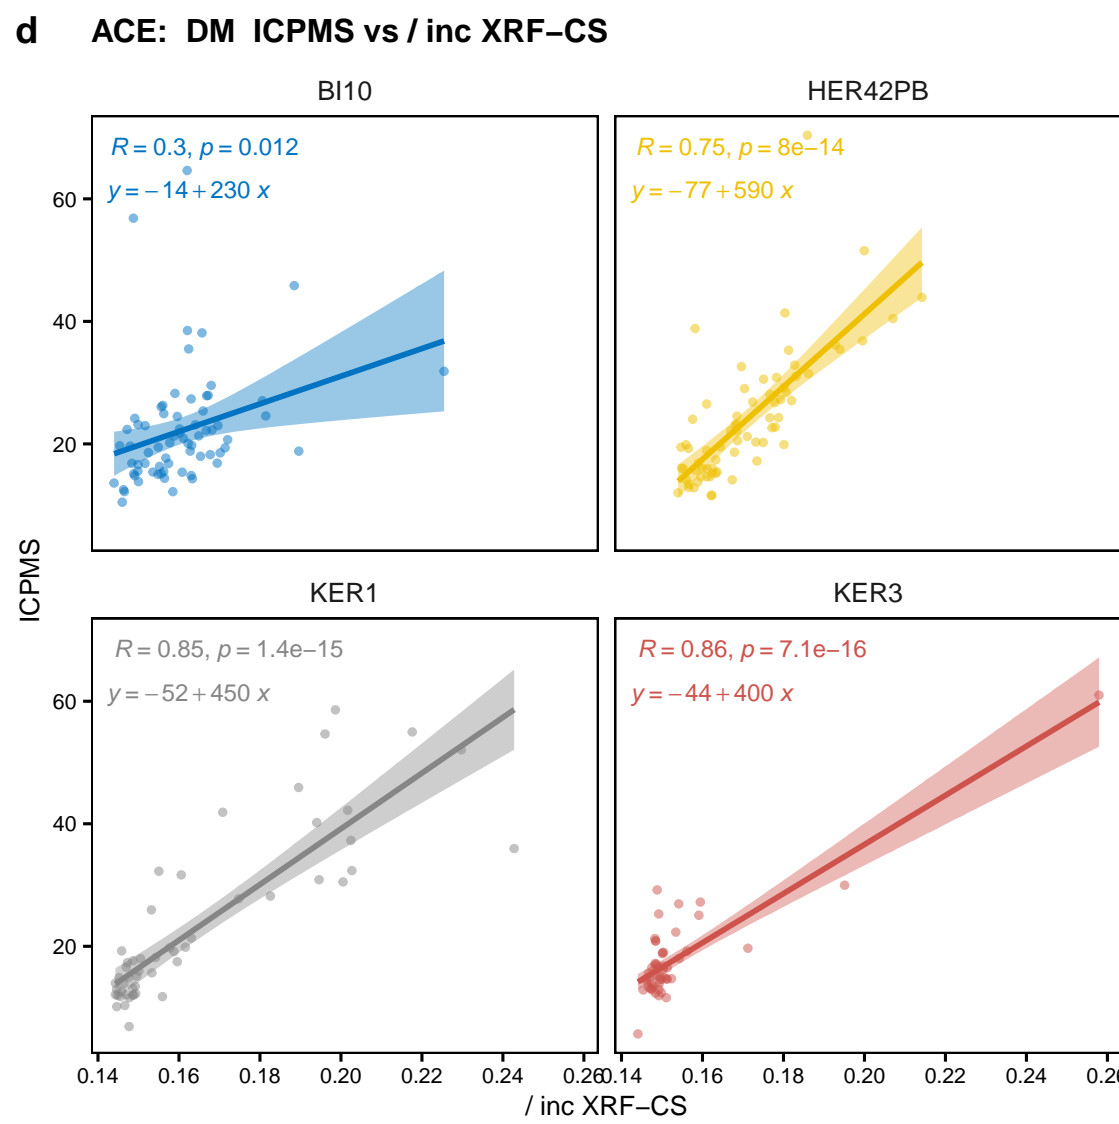 d ACE: DM ICPMS vs / inc XRF−CS
BI10
HER42PB
R = 0.3, p = 0.012
y = −14 + 230 x
R = 0.75, p = 8e−14
y = −77 + 590 x
60
40
20
ICPMS
KER1
KER3
R = 0.85, p = 1.4e−15
y = −52 + 450 x
R = 0.86, p = 7.1e−16
y = −44 + 400 x
60
40
20
0.14 0.16 0.18 0.20 0.22 0.24 0.26
0.14 0.16 0.18 0.20 0.22 0.24 0.2
/ inc XRF−CS